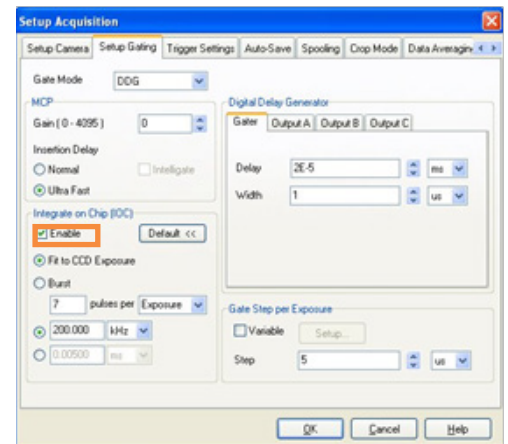 Setup Acquisition
Setup Camera Setup Gating Trigger Settings Auto-Save Spooling Crop Mode Data Averagin
Gate Mode DDG
MCP
Gain ( 0 - 4095 ) 0
Insertion Delay
Normal Intelligate
Ultra Fast
Integrate on Chip (IOC)
Enable Default <<
Fit to CCD Exposure
Burst
7 pulses per Exposure
200.000 kHz
0.00500 ms
Digital Delay Generator
Gater Output A Output B Output C
Delay 2E-5 ms
Width 1 us
Gate Step per Exposure
Variable Setup...
Step 5 us
OK Cancel Help